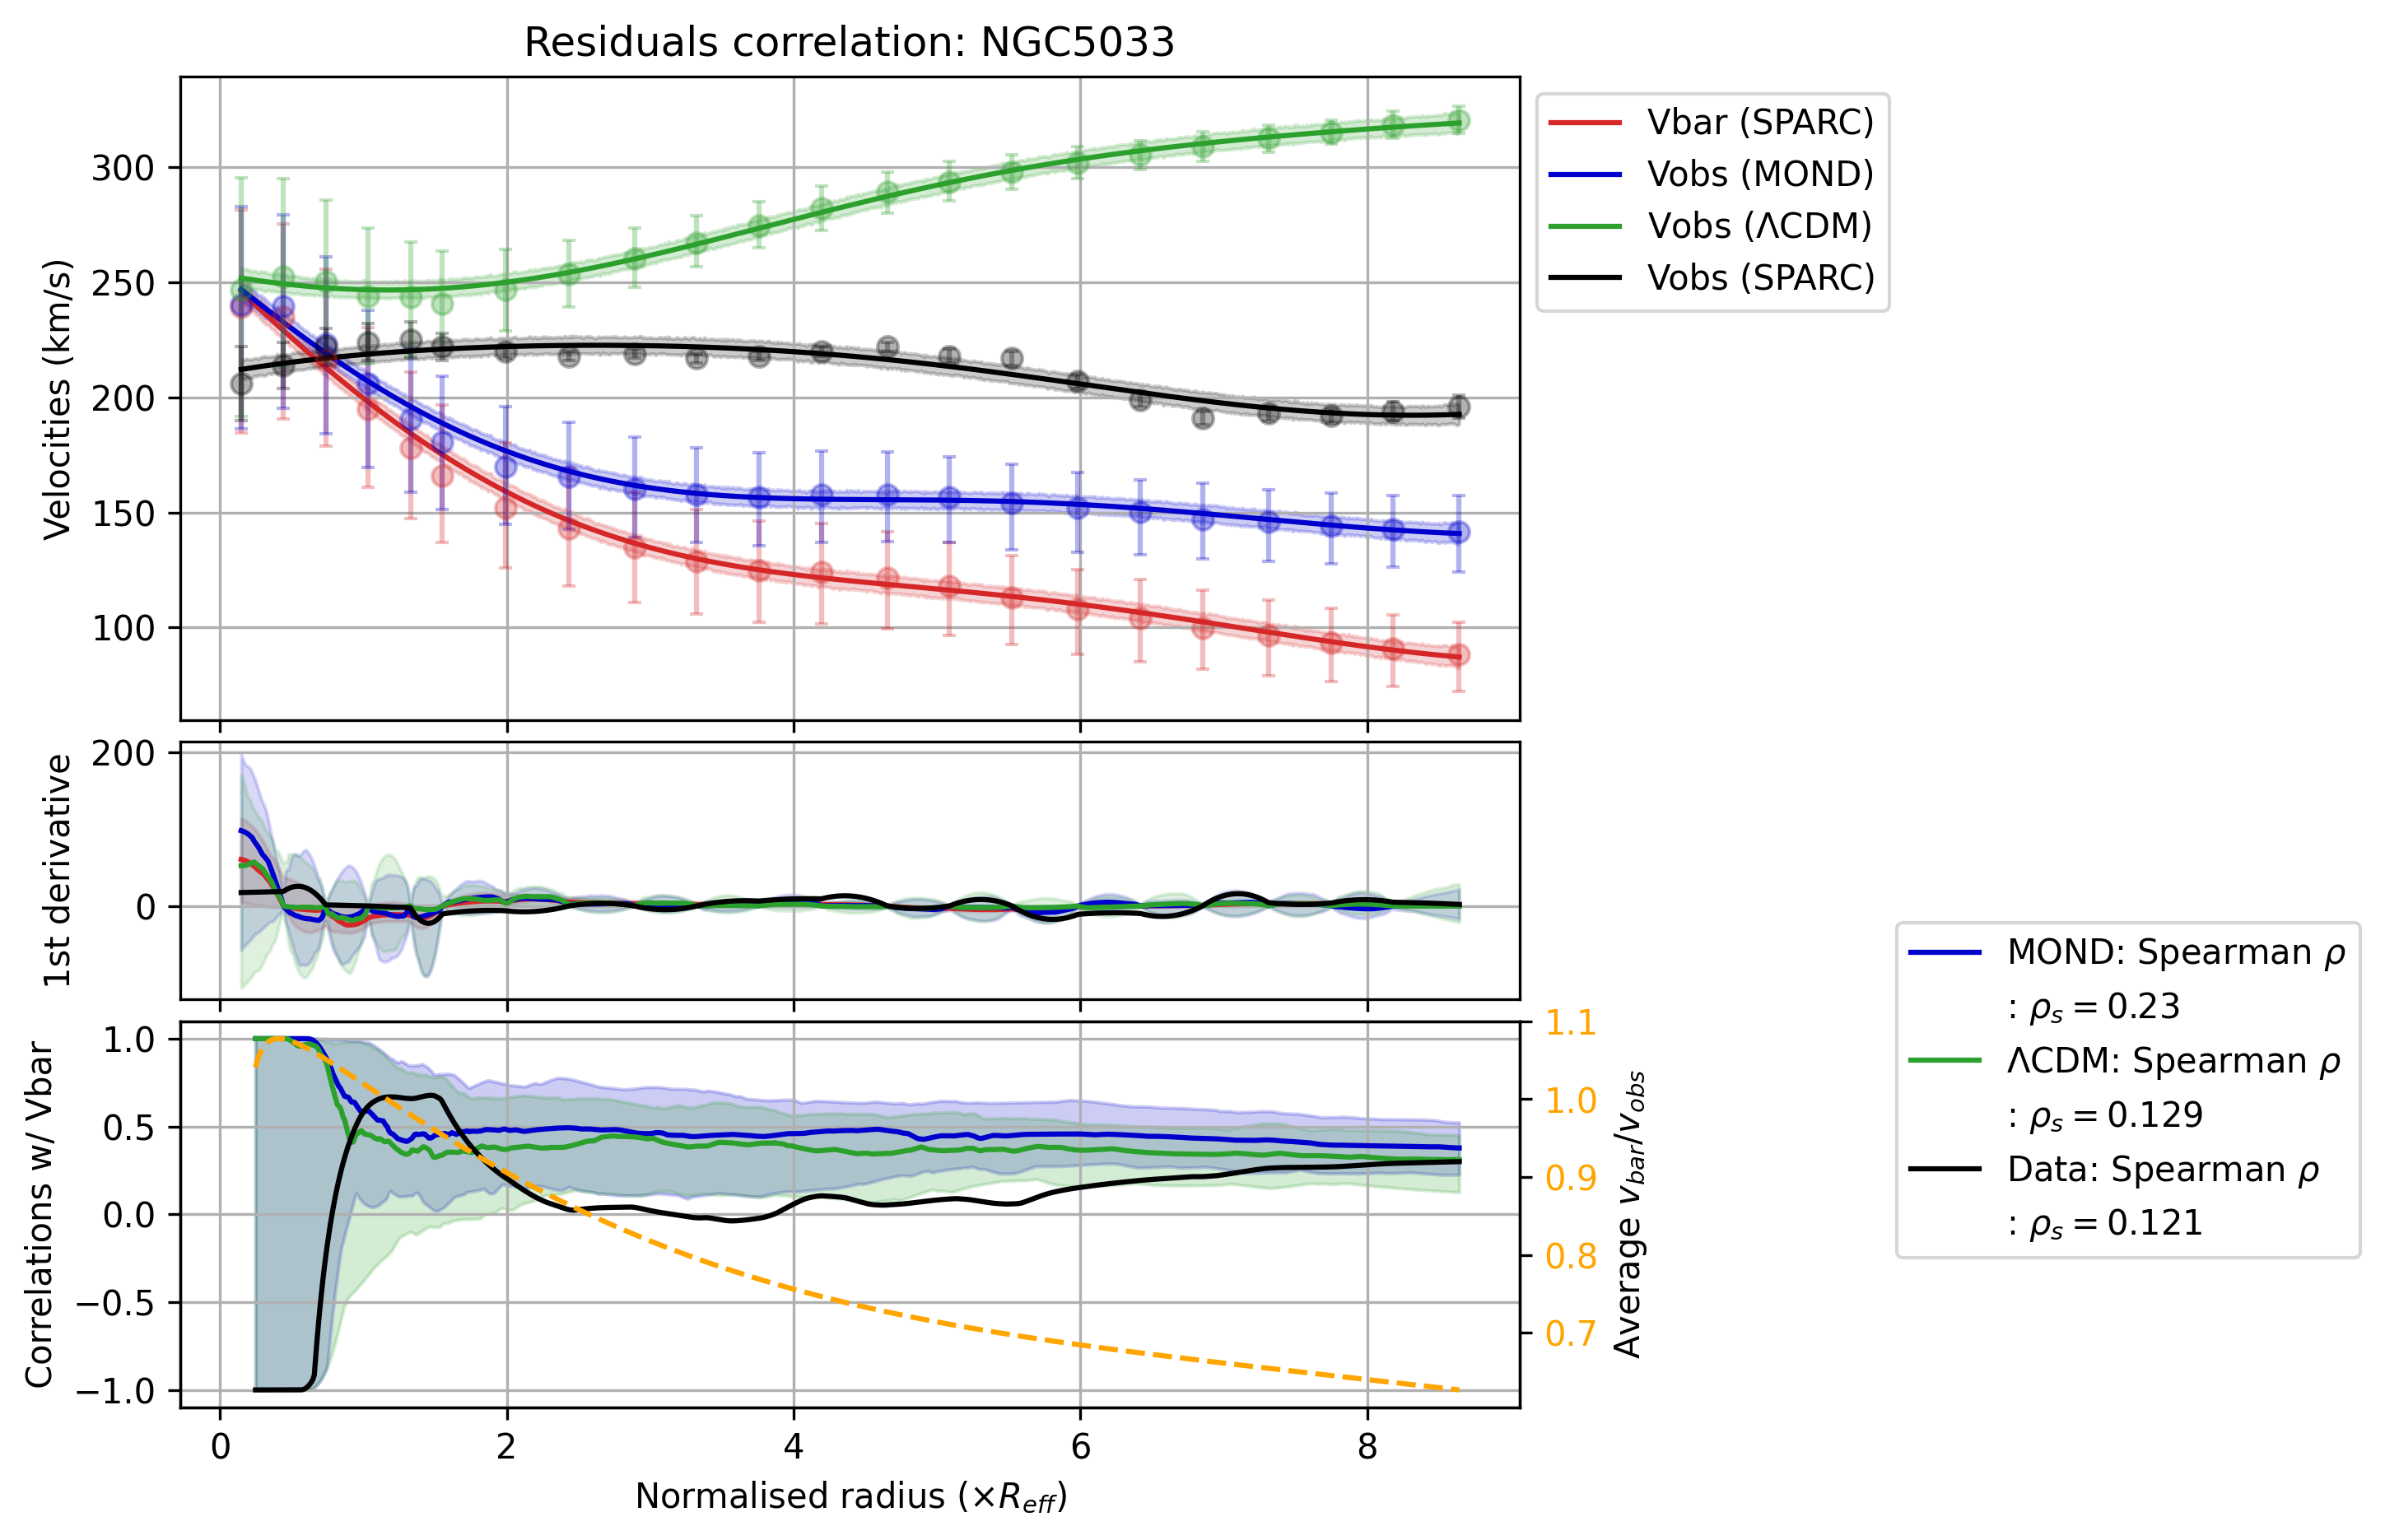 Residuals correlation: NGC5033
Velocities (km/s)
300
250
200
150
100
Vbar (SPARC)
Vobs (MOND)
Vobs (ΛCDM)
Vobs (SPARC)
1st derivative
200
0
Correlations w/ Vbar
1.0
0.5
0.0
−0.5
−1.0
1.1
1.0
0.9
0.8
0.7
Average v_bar/v_obs
MOND: Spearman ρ
: ρ_s = 0.23
ΛCDM: Spearman ρ
: ρ_s = 0.129
Data: Spearman ρ
: ρ_s = 0.121
0 2 4 6 8
Normalised radius (×R_eff)